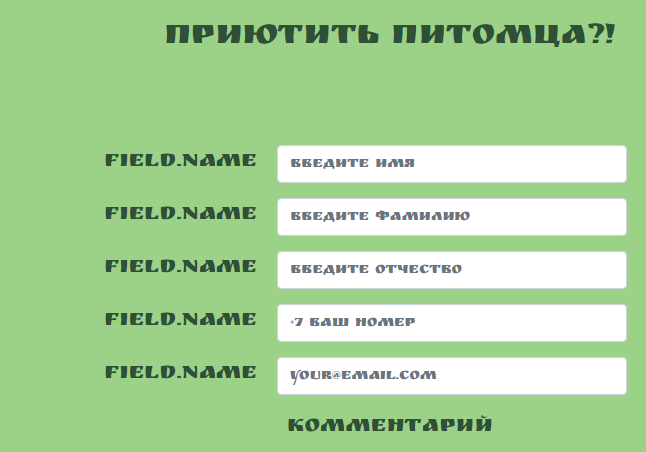 ПРИЮТИТЬ ПИТОМЦА?!
FIELD.NAME ВВЕДИТЕ ИМЯ
FIELD.NAME ВВЕДИТЕ ФАМИЛИЮ
FIELD.NAME ВВЕДИТЕ ОТЧЕСТВО
FIELD.NAME +7 ВАШ НОМЕР
FIELD.NAME YOUR@EMAIL.COM
КОММЕНТАРИЙ